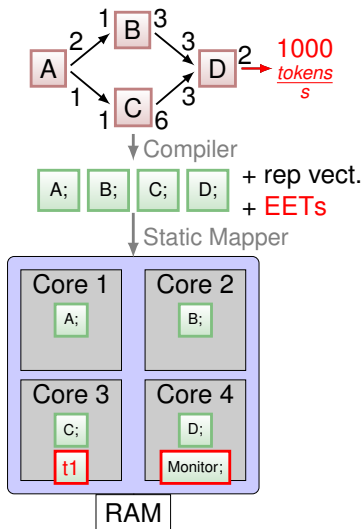 1 B 3
2 3 1000
A D 2 tokens
1 3 s
1 C 6
Compiler
A; B; C; D; + rep vect.
+ EETs
Static Mapper
Core 1 Core 2
A; B;
Core 3 Core 4
C; D;
t1 Monitor;
RAM